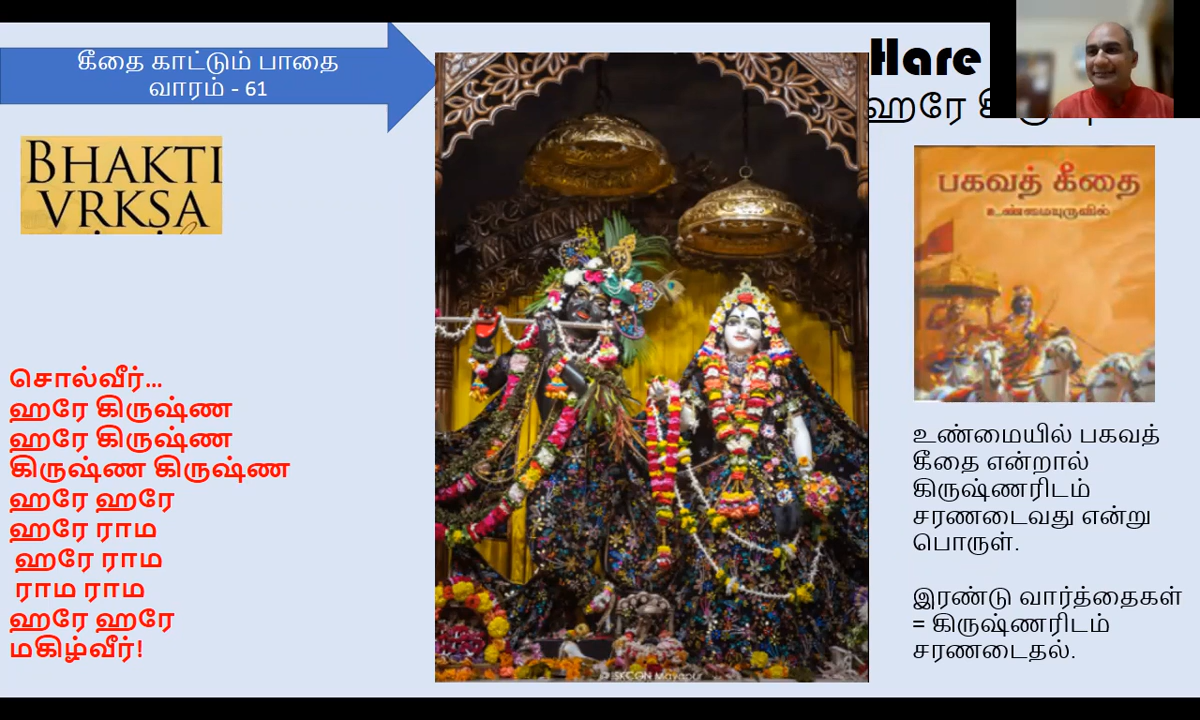 கீதை காட்டும் பாதை
வாரம் - 61
BHAKTI
VRKSA
சொல்வீர்...
ஹரே கிருஷ்ண
ஹரே கிருஷ்ண
கிருஷ்ண கிருஷ்ண
ஹரே ஹரே
ஹரே ராம
ஹரே ராம
ராம ராம
ஹரே ஹரே
மகிழ்வீர்!
© ISKCON Mayapur
Hare
ஹரே
பகவத் கீதை
உண்மையுருவில்
உண்மையில் பகவத்
கீதை என்றால்
கிருஷ்ணரிடம்
சரணடைவது என்று
பொருள்.
இரண்டு வார்த்தைகள்
= கிருஷ்ணரிடம்
சரணடைதல்.